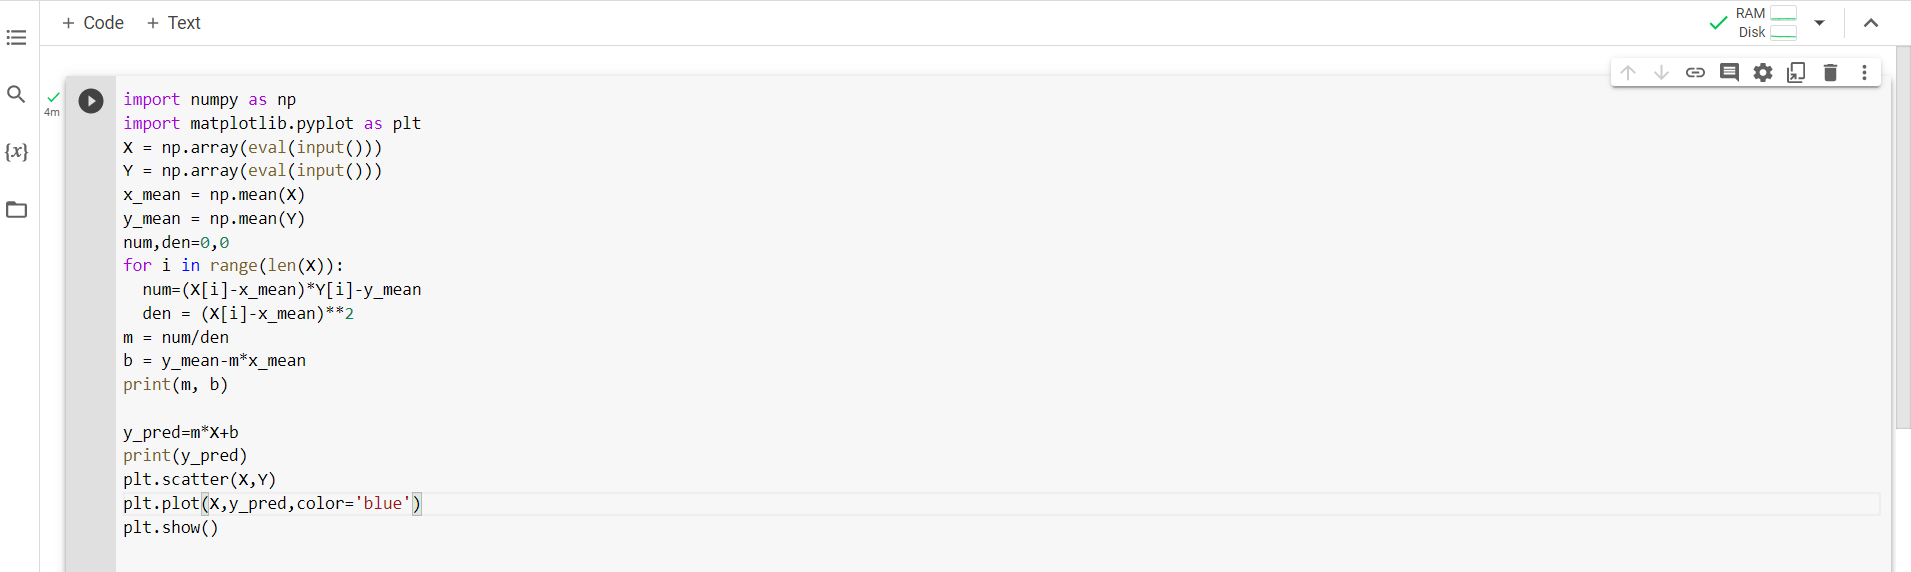 + Code + Text
RAM
Disk
4m
{x}
import numpy as np
import matplotlib.pyplot as plt
X = np.array(eval(input()))
Y = np.array(eval(input()))
x_mean = np.mean(X)
y_mean = np.mean(Y)
num,den=0,0
for i in range(len(X)):
  num=(X[i]-x_mean)*Y[i]-y_mean
  den = (X[i]-x_mean)**2
m = num/den
b = y_mean-m*x_mean
print(m, b)

y_pred=m*X+b
print(y_pred)
plt.scatter(X,Y)
plt.plot(X,y_pred,color='blue')
plt.show()